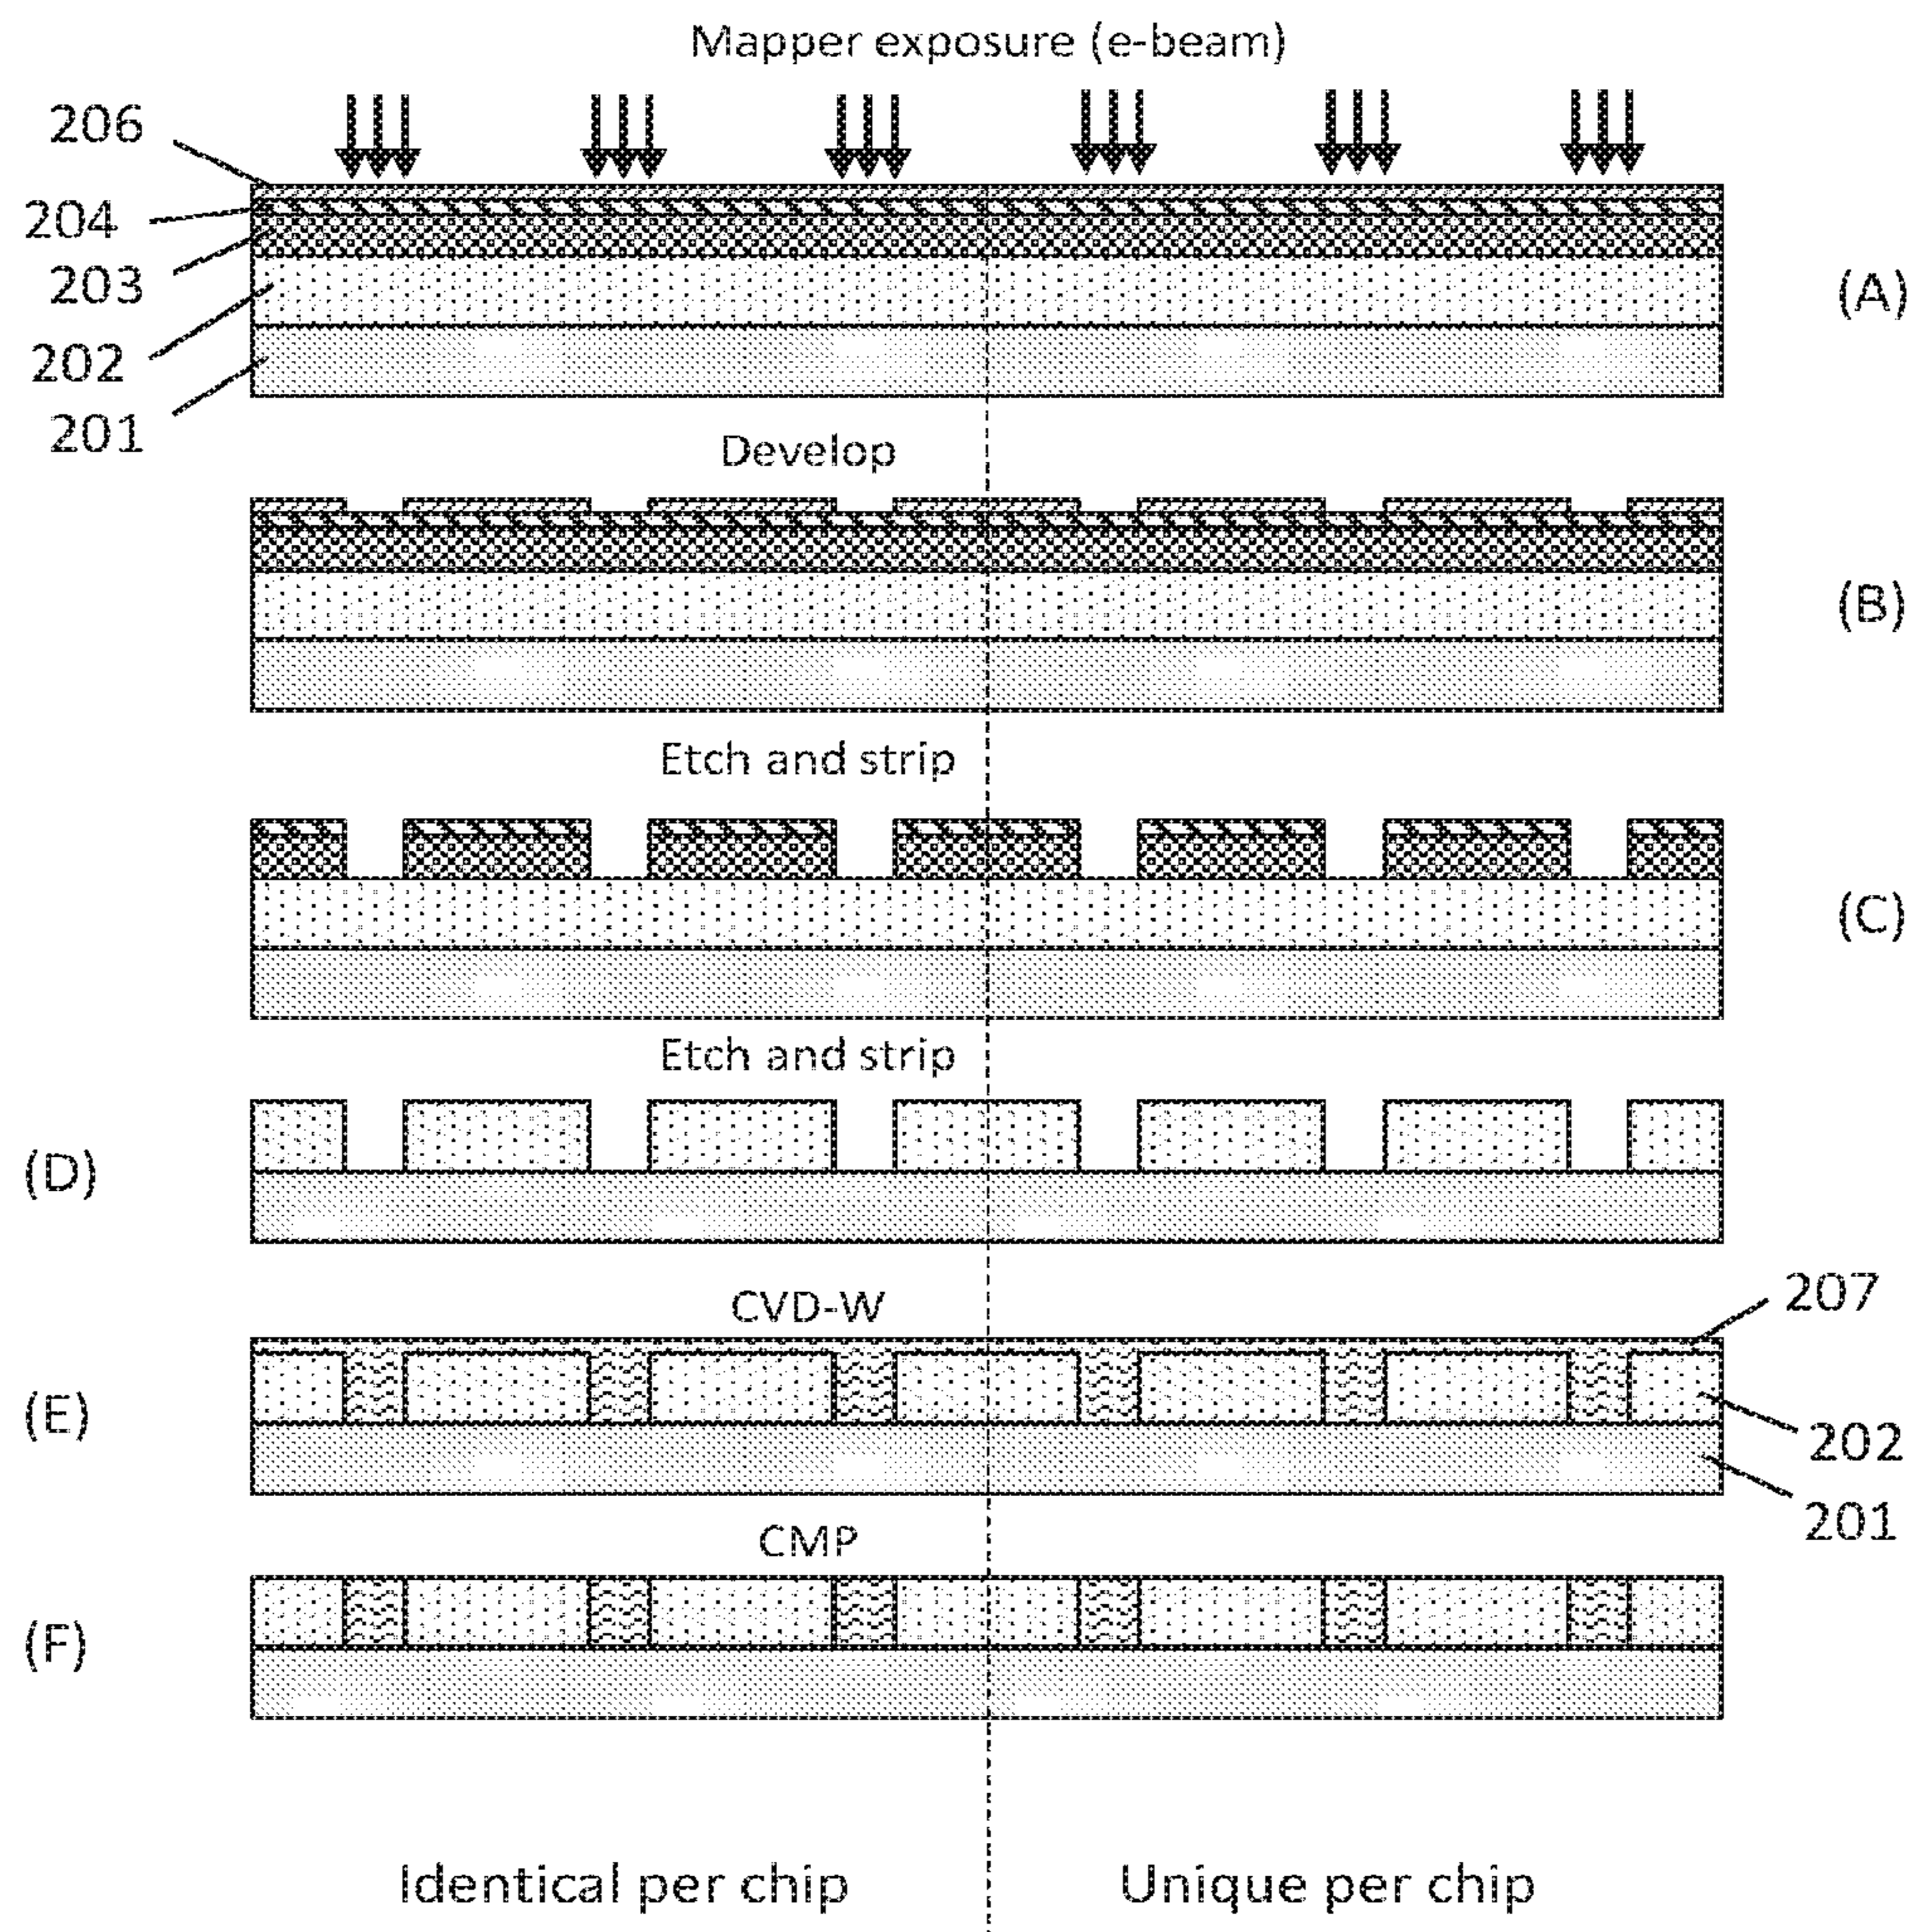 Mapper exposure (e-beam)
206
204
203
202
201
(A)
Develop
(B)
Etch and strip
(C)
Etch and strip
(D)
CVD-W
207
(E)
202
201
CMP
(F)
Identical per chip
Unique per chip